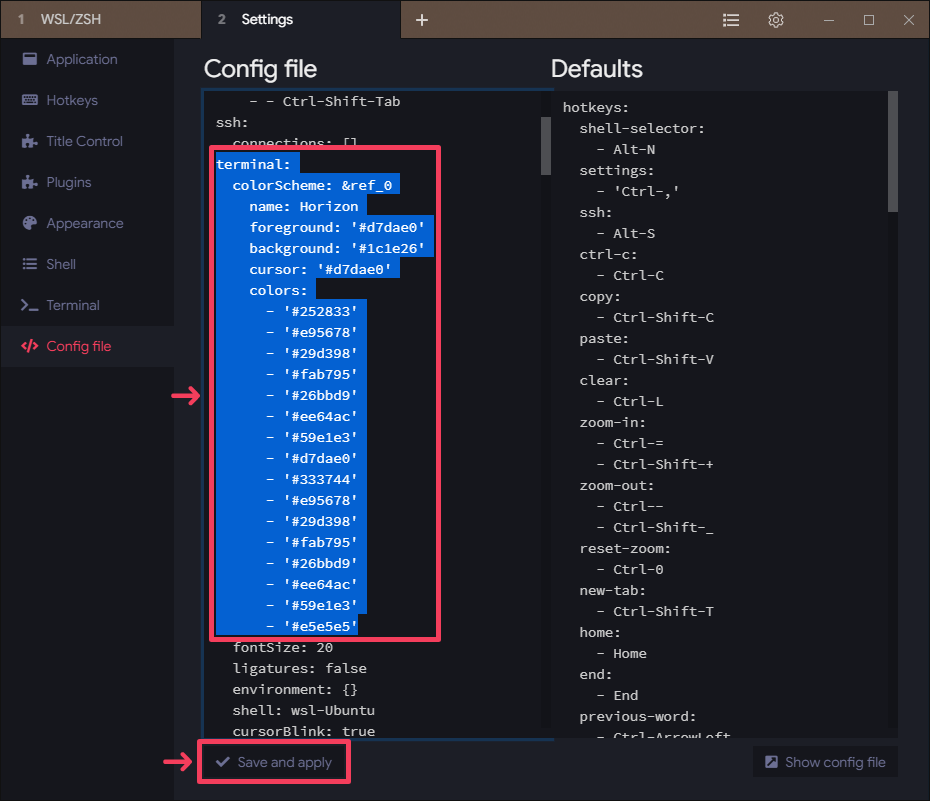 1 WSL/ZSH
2 Settings
Application
Hotkeys
Title Control
Plugins
Appearance
Shell
Terminal
Config file
Config file
- - Ctrl-Shift-Tab
ssh:
connections: []
terminal:
colorScheme: &ref_0
name: Horizon
foreground: '#d7dae0'
background: '#1c1e26'
cursor: '#d7dae0'
colors:
- '#252833'
- '#e95678'
- '#29d398'
- '#fab795'
- '#26bbd9'
- '#ee64ac'
- '#59e1e3'
- '#d7dae0'
- '#333744'
- '#e95678'
- '#29d398'
- '#fab795'
- '#26bbd9'
- '#ee64ac'
- '#59e1e3'
- '#e5e5e5'
fontSize: 20
ligatures: false
environment: {}
shell: wsl-Ubuntu
cursorBlink: true
Save and apply
Defaults
hotkeys:
shell-selector:
- Alt-N
settings:
- 'Ctrl-,'
ssh:
- Alt-S
ctrl-c:
- Ctrl-C
copy:
- Ctrl-Shift-C
paste:
- Ctrl-Shift-V
clear:
- Ctrl-L
zoom-in:
- Ctrl-=
- Ctrl-Shift-+
zoom-out:
- Ctrl--
- Ctrl-Shift-_
reset-zoom:
- Ctrl-0
new-tab:
- Ctrl-Shift-T
home:
- Home
end:
- End
previous-word:
- Ctrl-ArrowLeft
Show config file